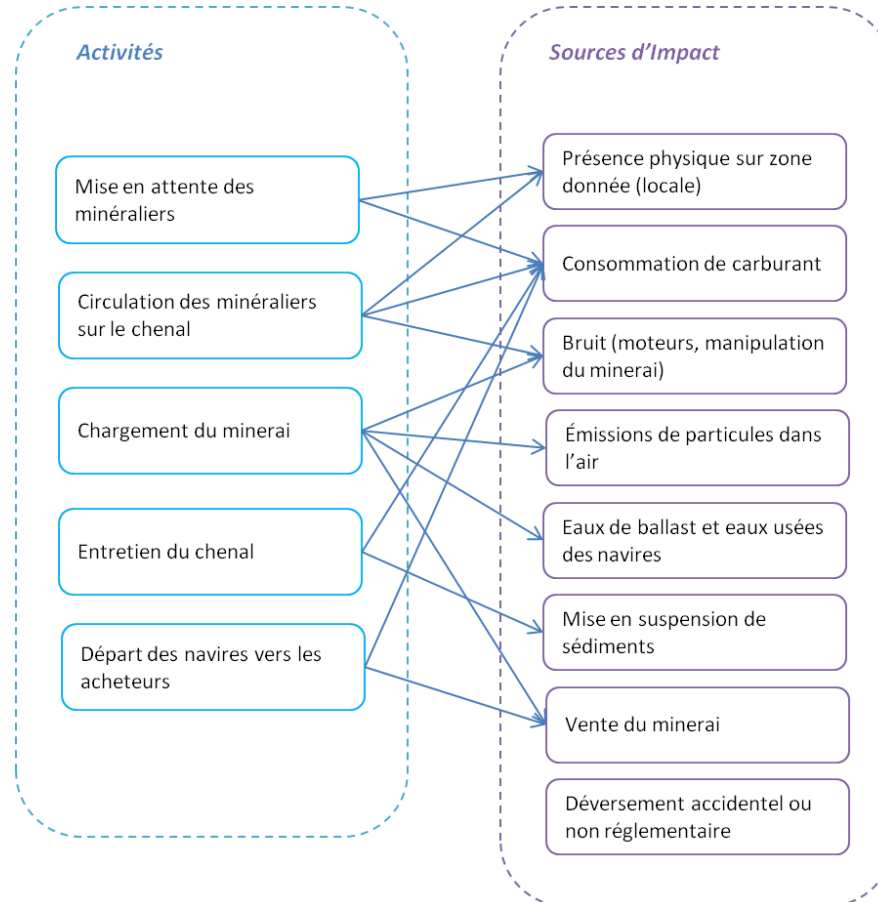 Activités
Mise en attente des
minéraliers
Circulation des minéraliers
sur le chenal
Chargement du minerai
Entretien du chenal
Départ des navires vers les
acheteurs
Sources d’Impact
Présence physique sur zone
donnée (locale)
Consommation de carburant
Bruit (moteurs, manipulation
du minerai)
Émissions de particules dans
l’air
Eaux de ballast et eaux usées
des navires
Mise en suspension de
sédiments
Vente du minerai
Déversement accidentel ou
non réglementaire